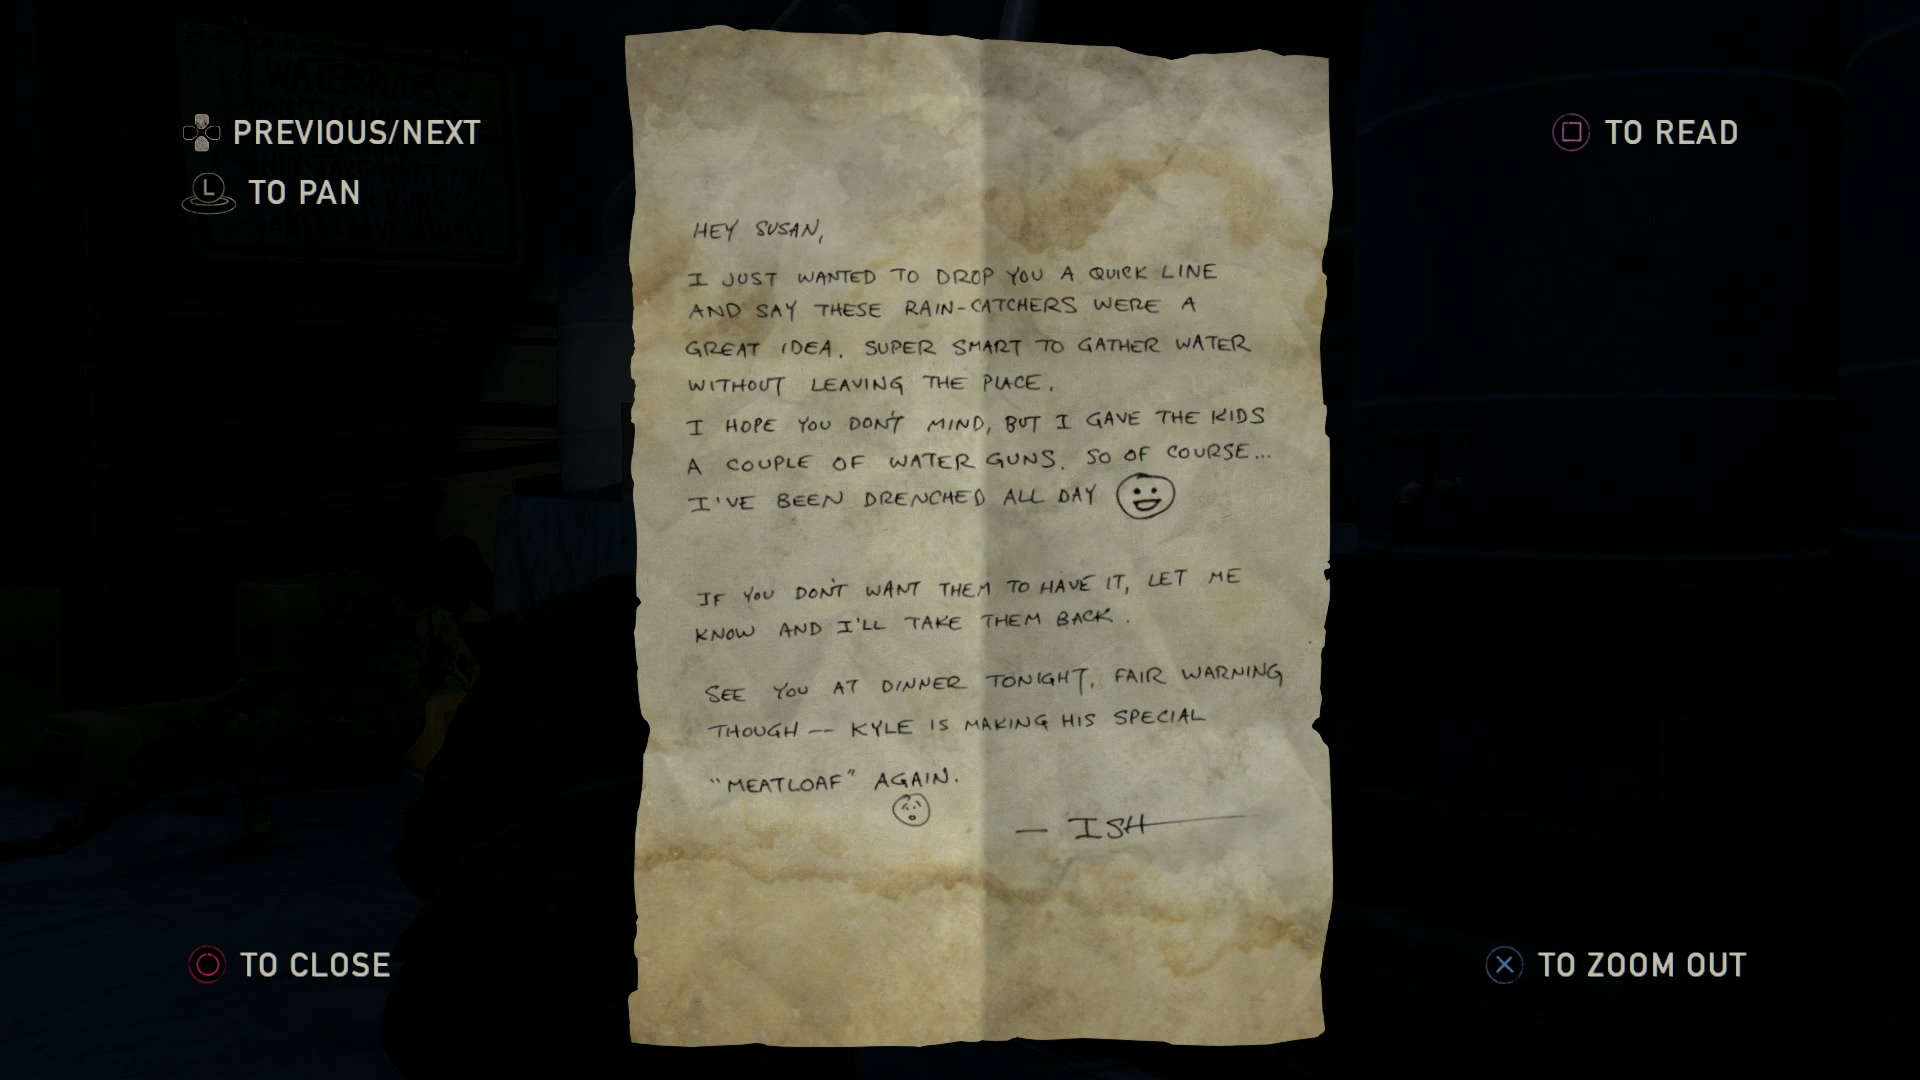 PREVIOUS/NEXT
L TO PAN
TO READ
HEY SUSAN,
I JUST WANTED TO DROP YOU A QUICK LINE
AND SAY THESE RAIN-CATCHERS WERE A
GREAT IDEA. SUPER SMART TO GATHER WATER
WITHOUT LEAVING THE PLACE.
I HOPE YOU DON'T MIND, BUT I GAVE THE KIDS
A COUPLE OF WATER GUNS. SO OF COURSE...
I'VE BEEN DRENCHED ALL DAY
IF YOU DON'T WANT THEM TO HAVE IT, LET ME
KNOW AND I'LL TAKE THEM BACK.
SEE YOU AT DINNER TONIGHT. FAIR WARNING
THOUGH -- KYLE IS MAKING HIS SPECIAL
"MEATLOAF" AGAIN.
- ISH
TO CLOSE
TO ZOOM OUT